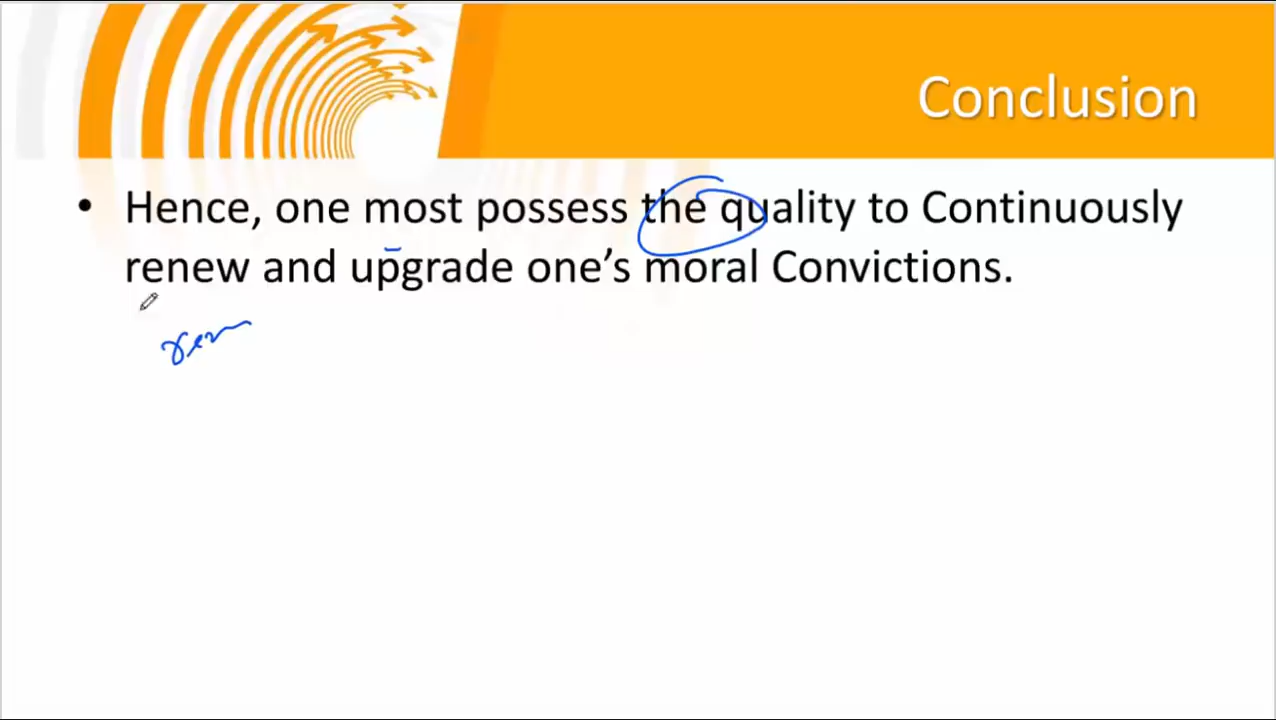 Conclusion
• Hence, one most possess the quality to Continuously
renew and upgrade one’s moral Convictions.